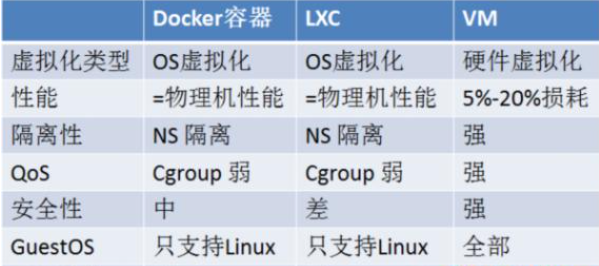 Docker容器 LXC VM
虚拟化类型 OS虚拟化 OS虚拟化 硬件虚拟化
性能 =物理机性能 =物理机性能 5%-20%损耗
隔离性 NS 隔离 NS 隔离 强
QoS Cgroup 弱 Cgroup 弱 强
安全性 中 差 强
GuestOS 只支持Linux 只支持Linux 全部